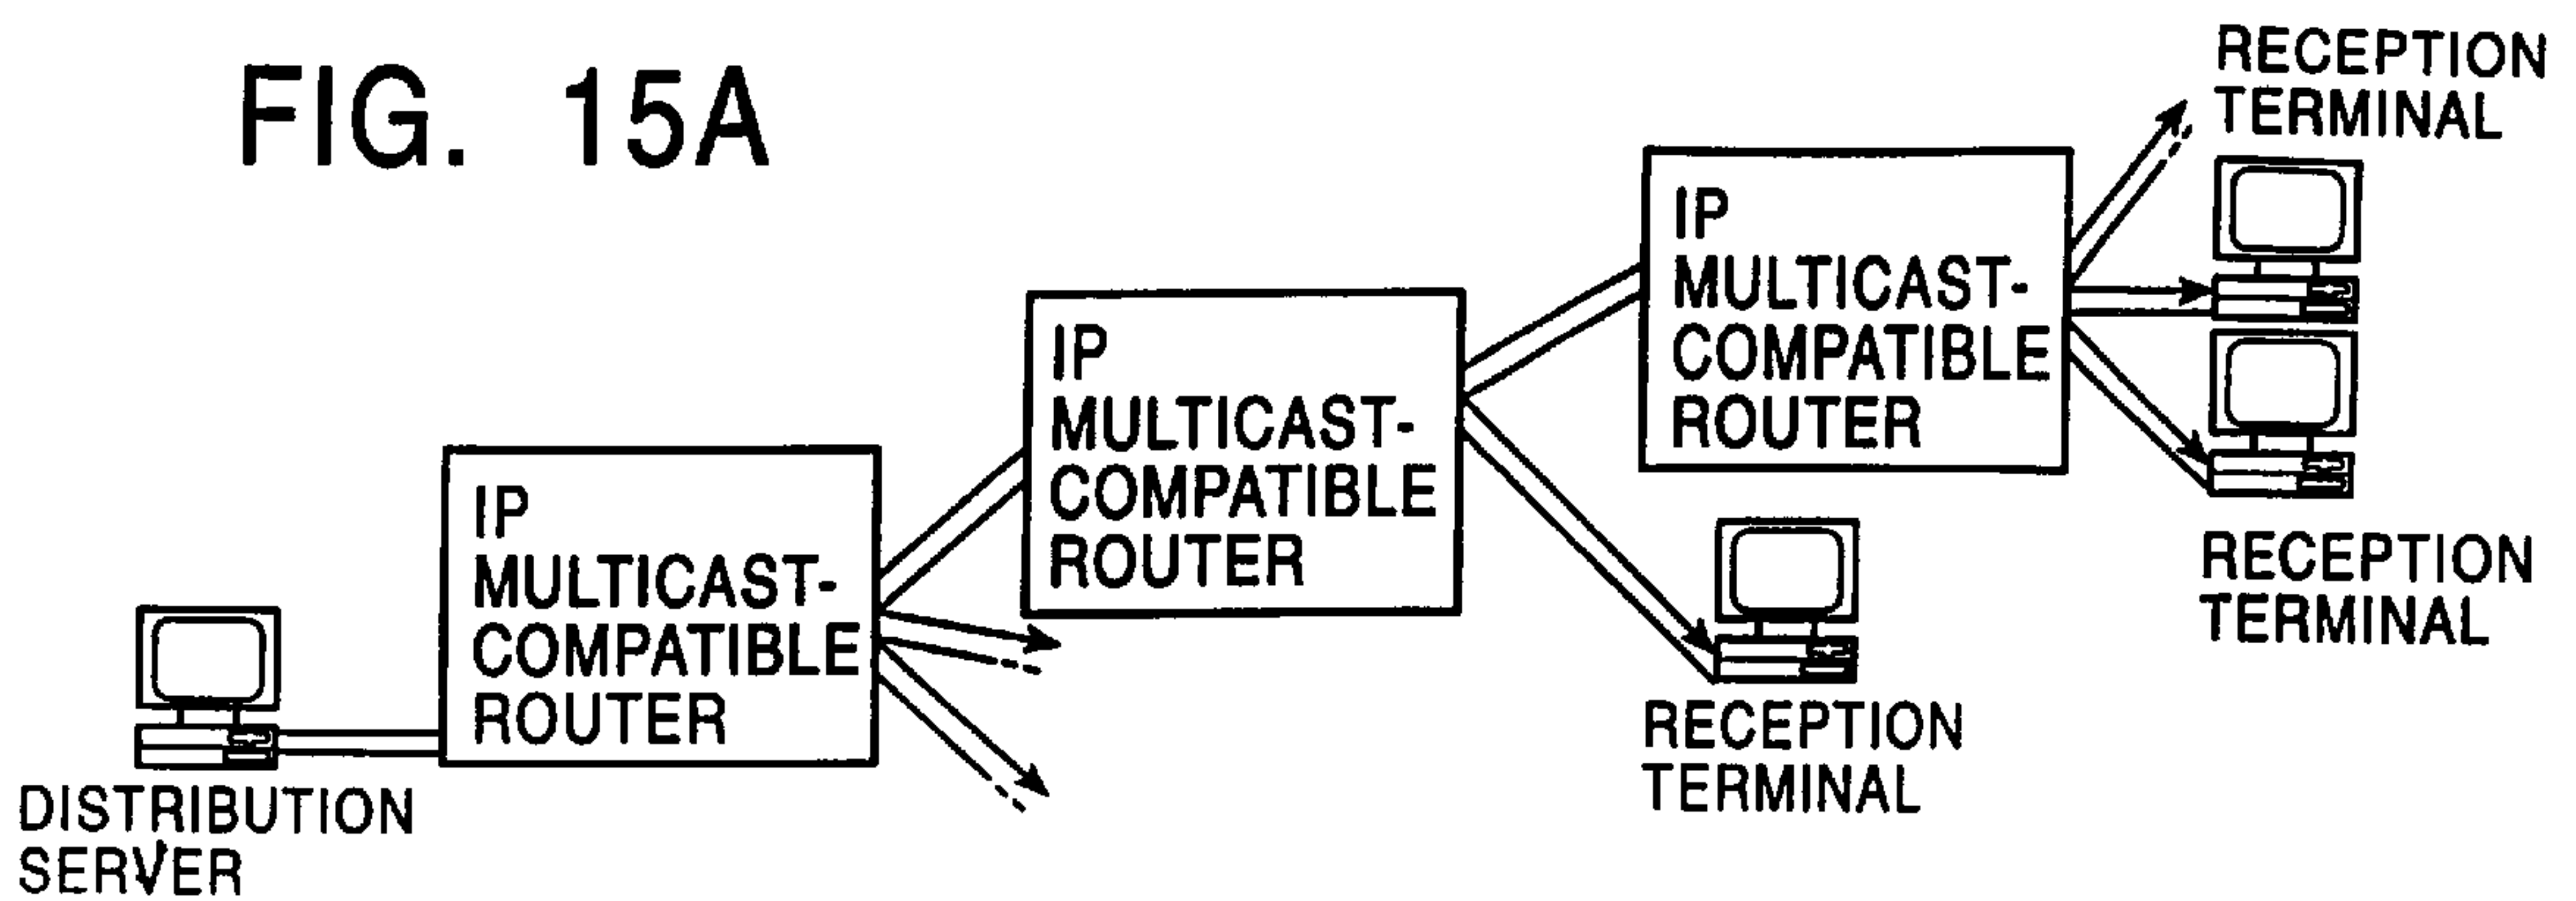 FIG. 15A
RECEPTION
TERMINAL
IP
MULTICAST-
COMPATIBLE
ROUTER
IP
MULTICAST-
COMPATIBLE
ROUTER
IP
MULTICAST-
COMPATIBLE
ROUTER
RECEPTION
TERMINAL
RECEPTION
TERMINAL
DISTRIBUTION
SERVER